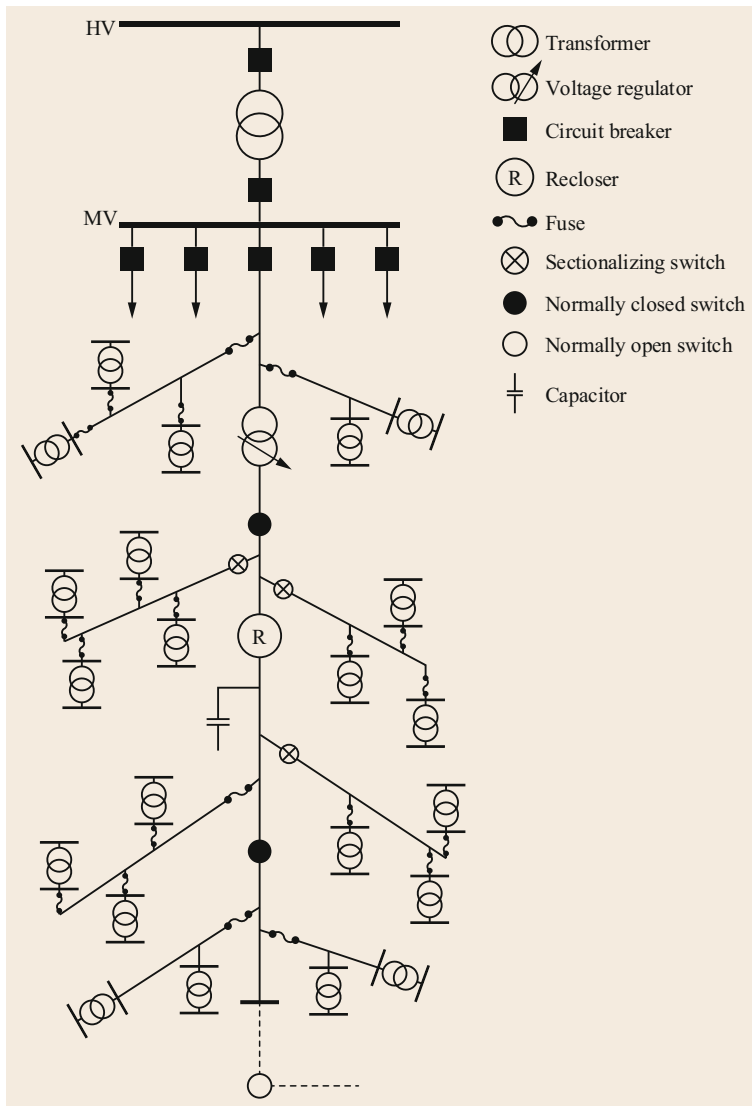 HV
MV
R
Transformer
Voltage regulator
Circuit breaker
R Recloser
Fuse
Sectionalizing switch
Normally closed switch
Normally open switch
Capacitor